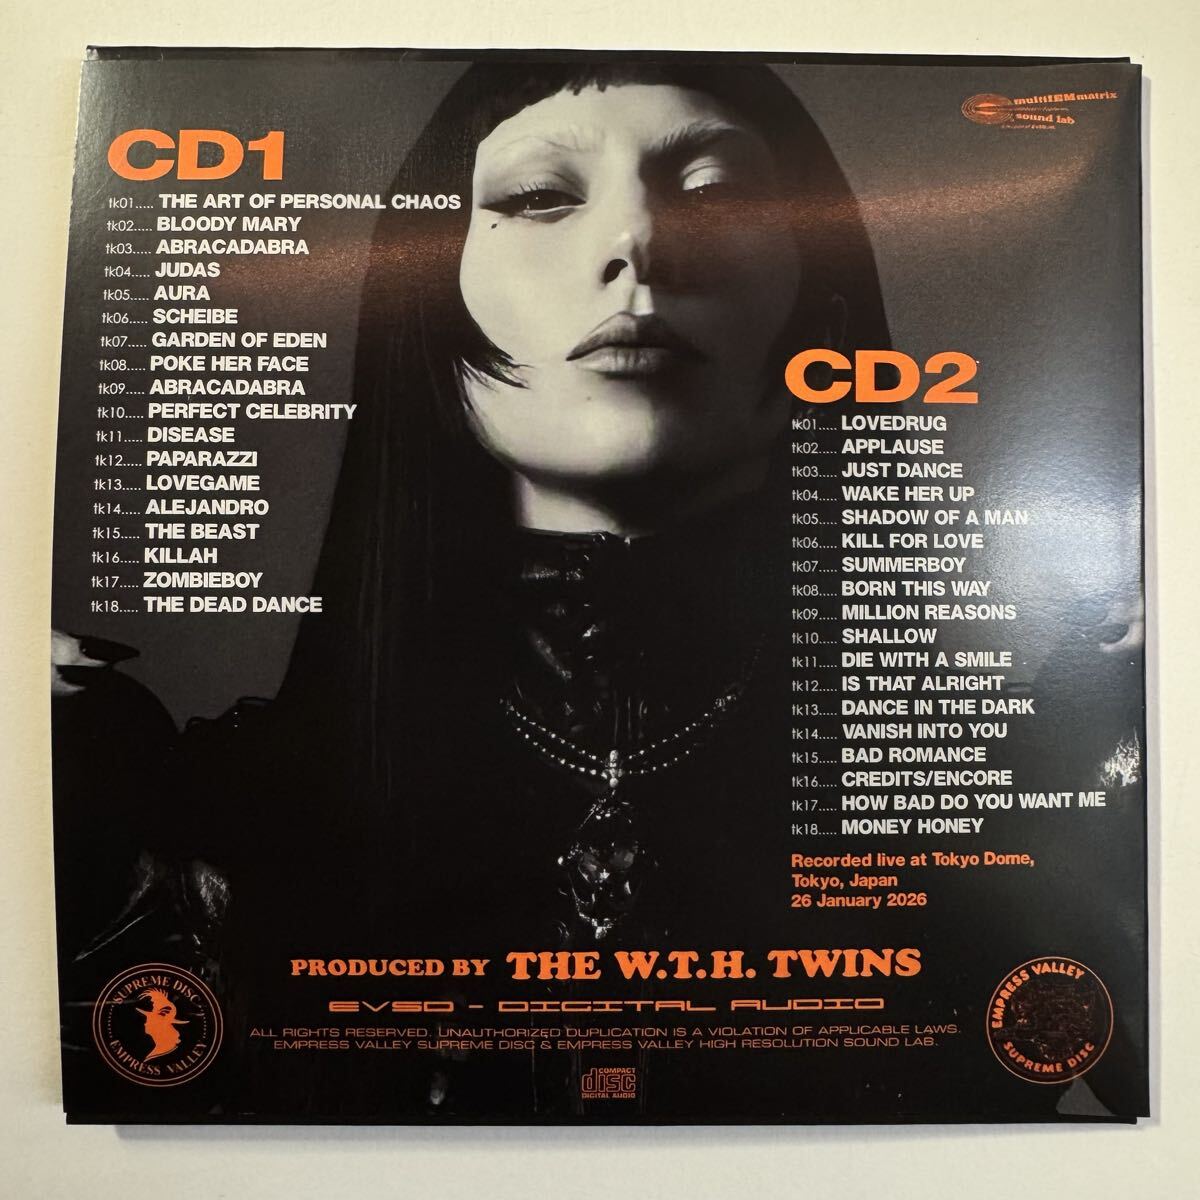 multiIEMmatrix
sound lab
CD1
tk01..... THE ART OF PERSONAL CHAOS
tk02..... BLOODY MARY
tk03..... ABRACADABRA
tk04..... JUDAS
tk05..... AURA
tk06..... SCHEIBE
tk07..... GARDEN OF EDEN
tk08..... POKE HER FACE
tk09..... ABRACADABRA
tk10..... PERFECT CELEBRITY
tk11..... DISEASE
tk12..... PAPARAZZI
tk13..... LOVEGAME
tk14..... ALEJANDRO
tk15..... THE BEAST
tk16..... KILLAH
tk17..... ZOMBIEBOY
tk18..... THE DEAD DANCE
CD2
tk01..... LOVEDRUG
tk02..... APPLAUSE
tk03..... JUST DANCE
tk04..... WAKE HER UP
tk05..... SHADOW OF A MAN
tk06..... KILL FOR LOVE
tk07..... SUMMERBOY
tk08..... BORN THIS WAY
tk09..... MILLION REASONS
tk10..... SHALLOW
tk11..... DIE WITH A SMILE
tk12..... IS THAT ALRIGHT
tk13..... DANCE IN THE DARK
tk14..... VANISH INTO YOU
tk15..... BAD ROMANCE
tk16..... CREDITS/ENCORE
tk17..... HOW BAD DO YOU WANT ME
tk18..... MONEY HONEY
Recorded live at Tokyo Dome,
Tokyo, Japan
26 January 2026
PRODUCED BY THE W.T.H. TWINS
EVSD - DIGITAL AUDIO
ALL RIGHTS RESERVED. UNAUTHORIZED DUPLICATION IS A VIOLATION OF APPLICABLE LAWS.
EMPRESS VALLEY SUPREME DISC & EMPRESS VALLEY HIGH RESOLUTION SOUND LAB.
SUPREME DISC
EMPRESS VALLEY
EMPRESS VALLEY
SUPREME DISC
COMPACT
disc
DIGITAL AUDIO